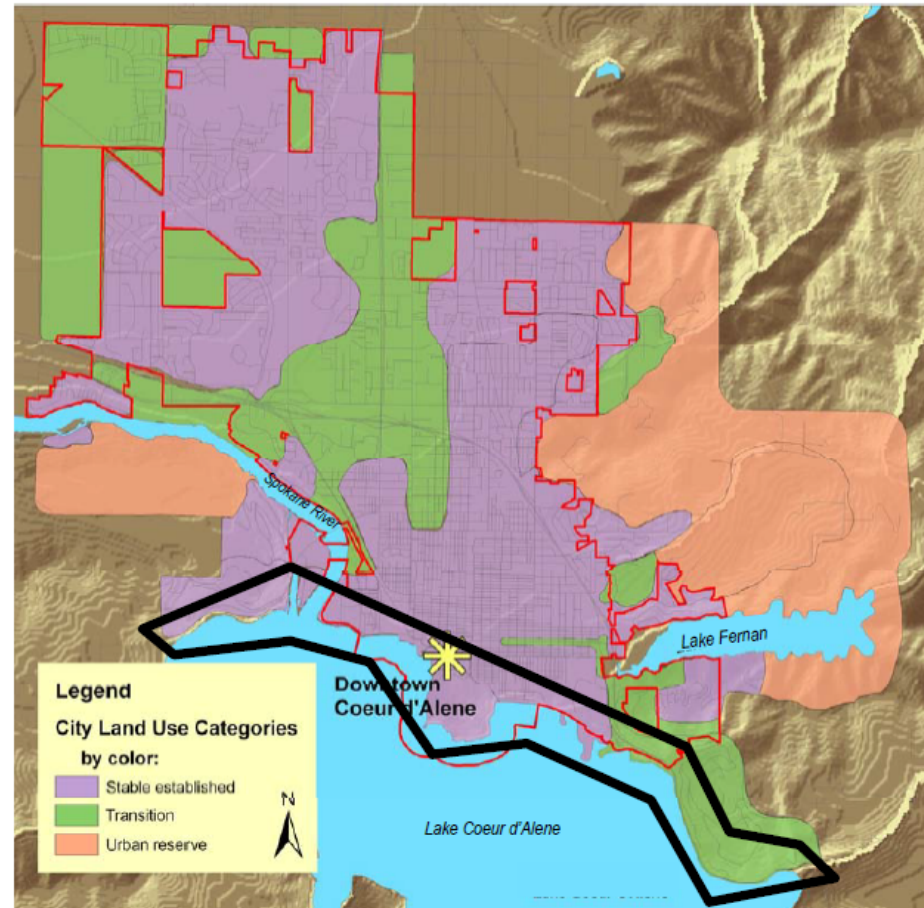 Spokane River
Lake Fernan
Downtown
Coeur d'Alene
Legend
City Land Use Categories
by color:
Stable established
Transition
Urban reserve
N
Lake Coeur d'Alene